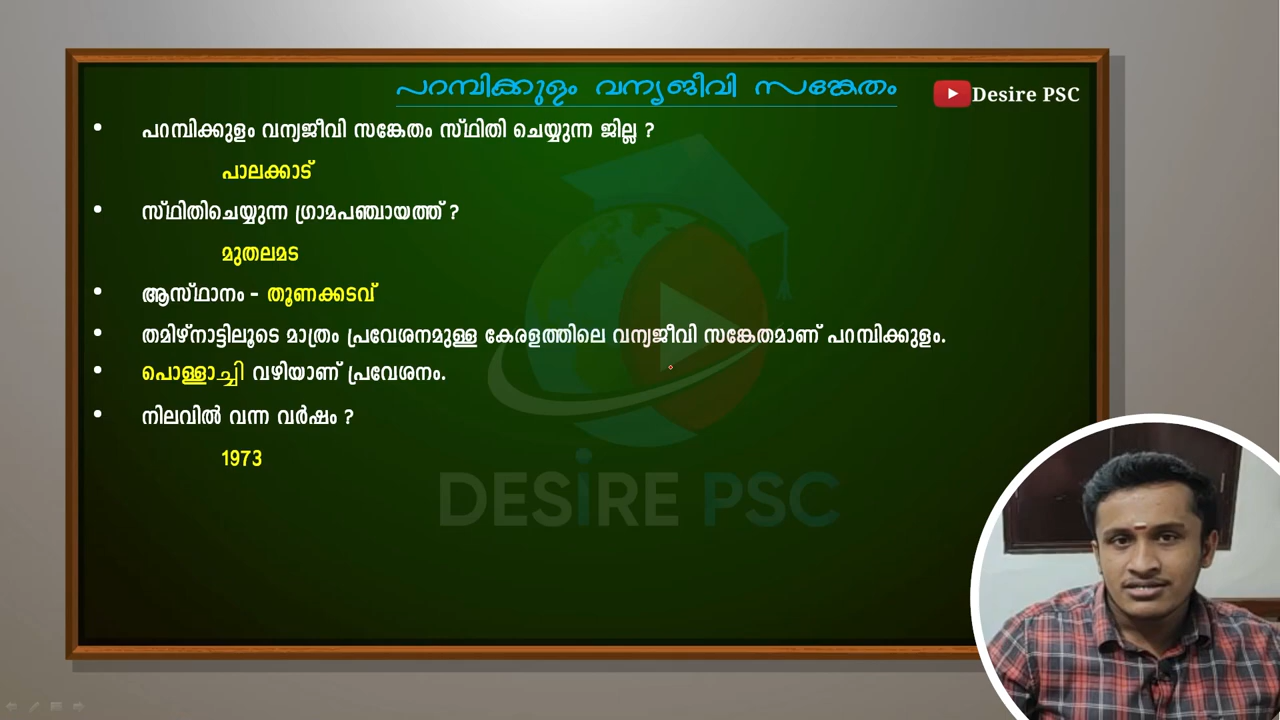 പറമ്പിക്കുളം വന്യജീവി സങ്കേതം
Desire PSC
• പറമ്പിക്കുളം വന്യജീവി സങ്കേതം സ്ഥിതി ചെയ്യുന്ന ജില്ല ?
പാലക്കാട്
• സ്ഥിതിചെയ്യുന്ന ഗ്രാമപഞ്ചായത്ത് ?
മുതലമട
• ആസ്ഥാനം - തൂണക്കടവ്
• തമിഴ്നാട്ടിലൂടെ മാത്രം പ്രവേശനമുള്ള കേരളത്തിലെ വന്യജീവി സങ്കേതമാണ് പറമ്പിക്കുളം.
• പൊള്ളാച്ചി വഴിയാണ് പ്രവേശനം.
• നിലവിൽ വന്ന വർഷം ?
1973
DESiRE PSC